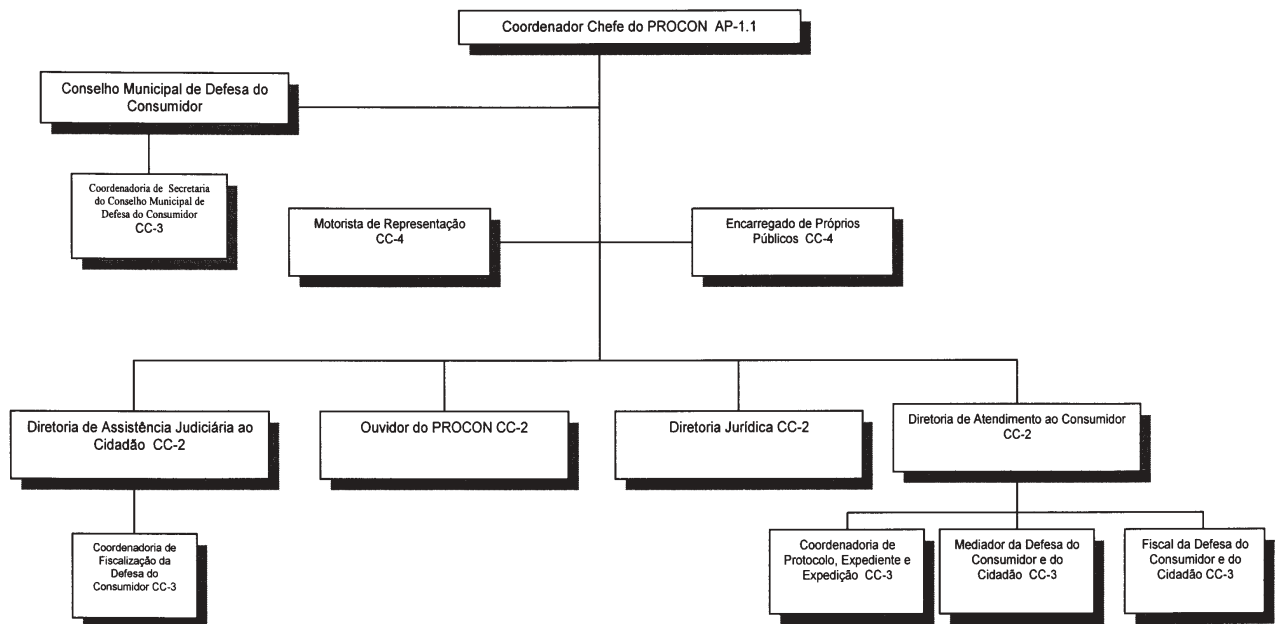 Coordenador Chefe do PROCON AP-1.1
Conselho Municipal de Defesa do
Consumidor
Coordenadoria de Secretaria
do Conselho Municipal de
Defesa do Consumidor
CC-3
Motorista de Representação
CC-4
Encarregado de Próprios
Públicos CC-4
Diretoria de Assistência Judiciária ao
Cidadão CC-2
Ouvidor do PROCON CC-2
Diretoria Jurídica CC-2
Diretoria de Atendimento ao Consumidor
CC-2
Coordenadoria de
Fiscalização da
Defesa do
Consumidor CC-3
Coordenadoria de
Protocolo, Expediente e
Expedição CC-3
Mediador da Defesa do
Consumidor e do
Cidadão CC-3
Fiscal da Defesa do
Consumidor e do
Cidadão CC-3